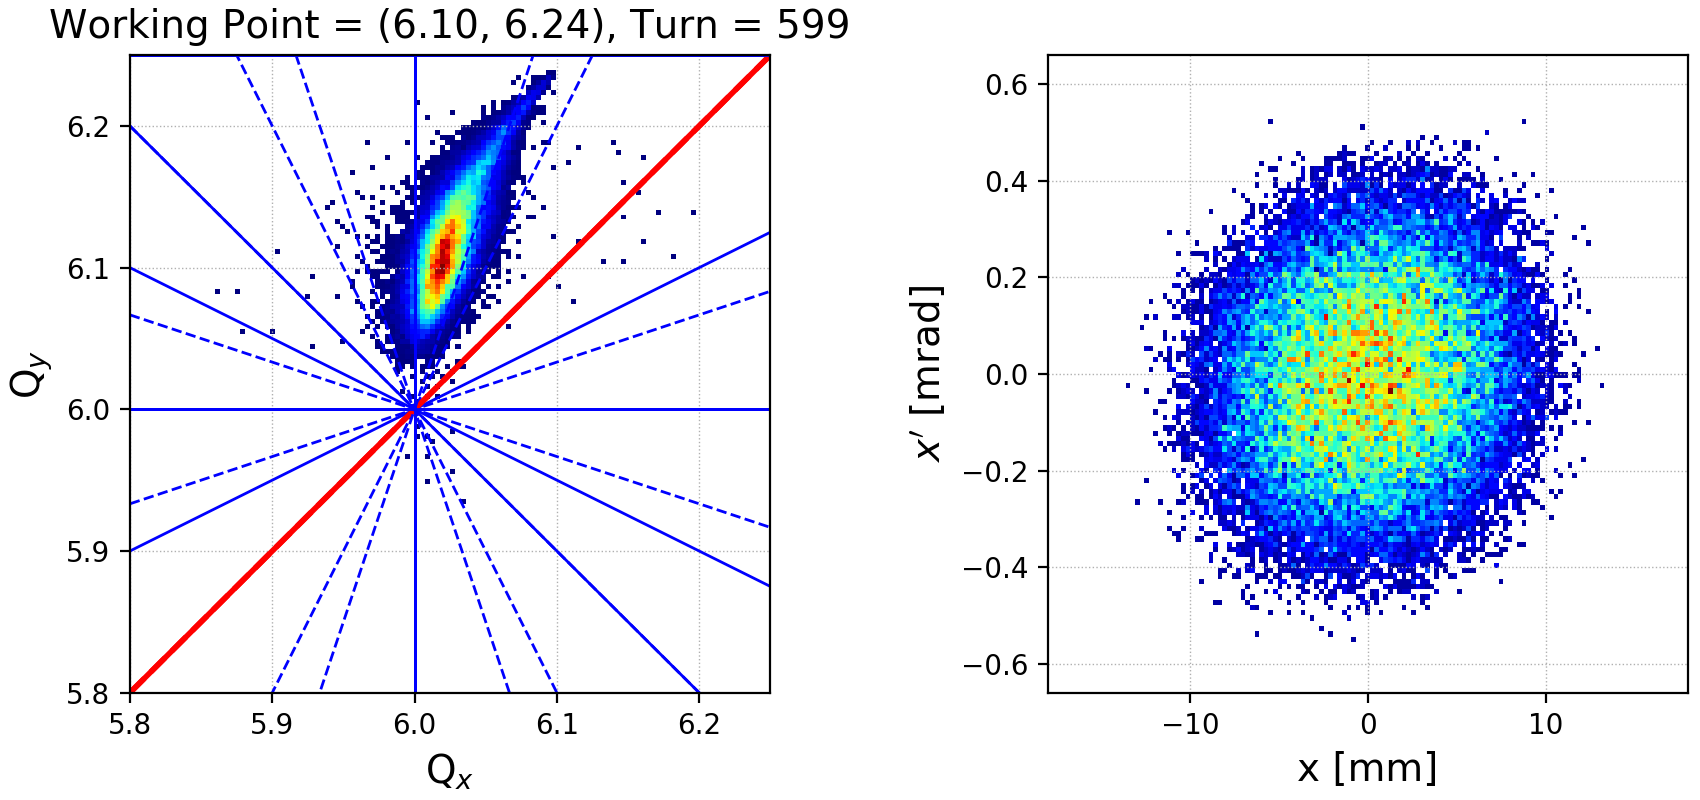 Working Point = (6.10, 6.24), Turn = 599
6.2
6.1
6.0
5.9
5.8
Qy
5.8 5.9 6.0 6.1 6.2
Qx
0.6
0.4
0.2
0.0
−0.2
−0.4
−0.6
x′ [mrad]
−10 0 10
x [mm]